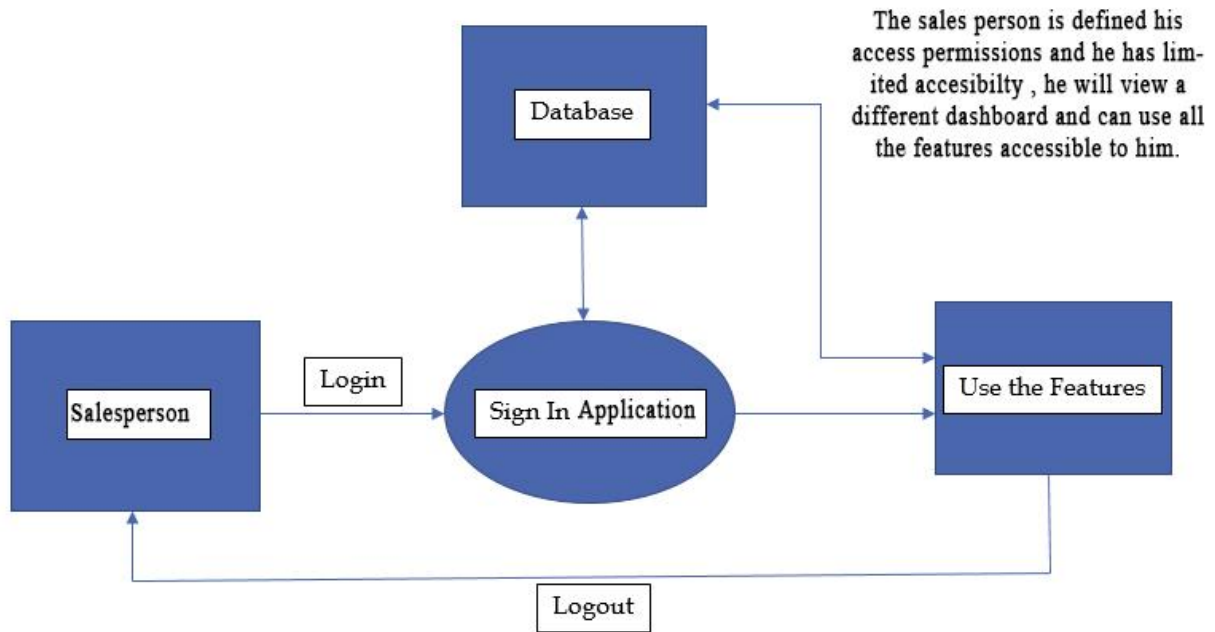 The sales person is defined his
access permissions and he has lim-
ited accesibilty , he will view a
different dashboard and can use all
the features accessible to him.
Database
Login
Salesperson
Sign In Application
Use the Features
Logout